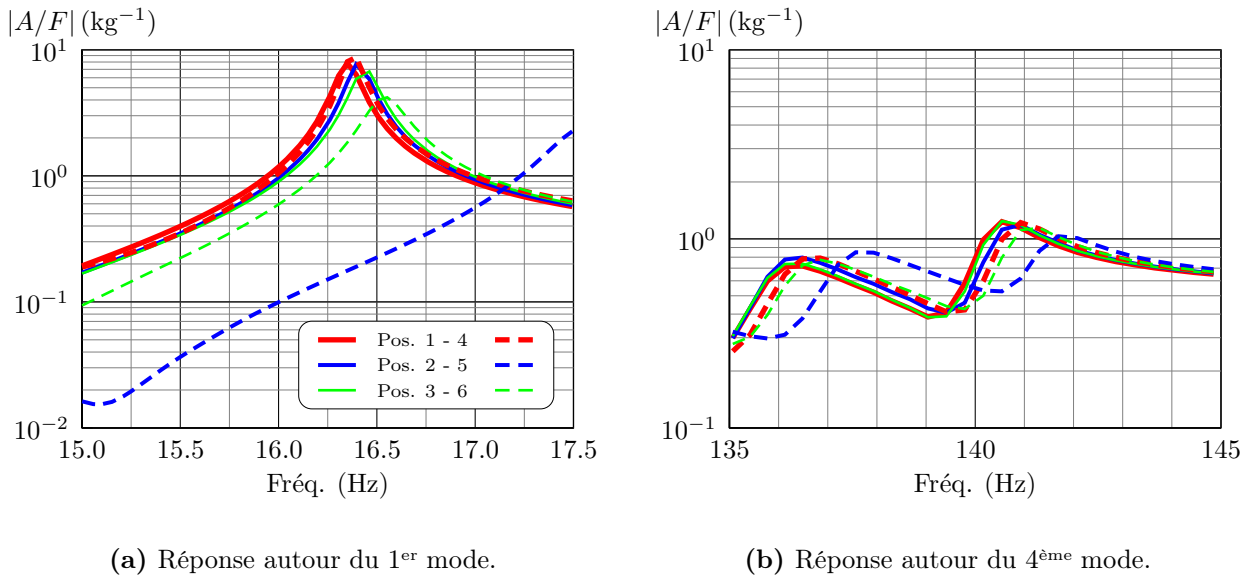 |A/F| (kg⁻¹)
10¹
10⁰
10⁻¹
10⁻²
15.0 15.5 16.0 16.5 17.0 17.5
Fréq. (Hz)
Pos. 1 - 4
Pos. 2 - 5
Pos. 3 - 6
(a) Réponse autour du 1ᵉʳ mode.
|A/F| (kg⁻¹)
10¹
10⁰
10⁻¹
135 140 145
Fréq. (Hz)
(b) Réponse autour du 4ᵉᵐᵉ mode.